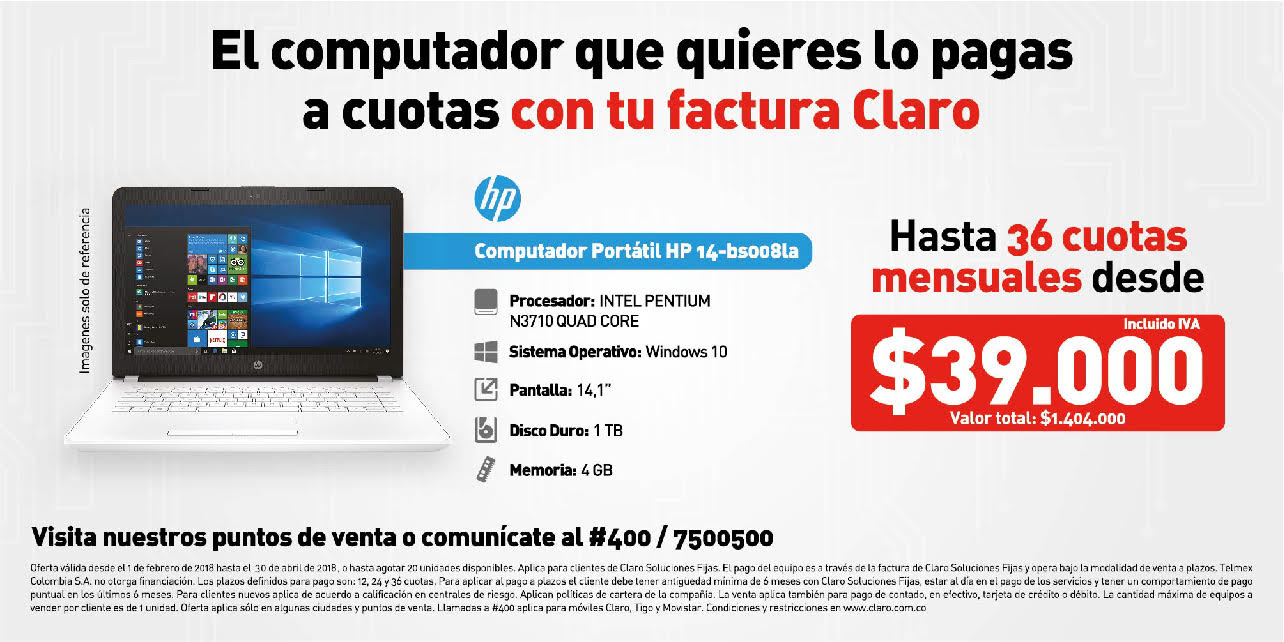 El computador que quieres lo pagas
a cuotas con tu factura Claro
Imagenes solo de referencia
hp
Computador Portátil HP 14-bs008la
Procesador: INTEL PENTIUM
N3710 QUAD CORE
Sistema Operativo: Windows 10
Pantalla: 14,1”
Disco Duro: 1 TB
Memoria: 4 GB
Hasta 36 cuotas
mensuales desde
Incluido IVA
$39.000
Valor total: $1.404.000
Visita nuestros puntos de venta o comunícate al #400 / 7500500
Oferta válida desde el 1 de febrero de 2018 hasta el 30 de abril de 2018, o hasta agotar 20 unidades disponibles. Aplica para clientes de Claro Soluciones Fijas. El pago del equipo es a través de la factura de Claro Soluciones Fijas y opera bajo la modalidad de venta a plazos. Telmex
Colombia S.A. no otorga financiación. Los plazos definidos para pago son: 12, 24 y 36 cuotas. Para aplicar al pago a plazos el cliente debe tener antiguedad mínima de 6 meses con Claro Soluciones Fijas, estar al día en el pago de los servicios y tener un comportamiento de pago
puntual en los últimos 6 meses. Para clientes nuevos aplica de acuerdo a calificación en centrales de riesgo. Aplican políticas de cartera de la compañía. La venta aplica también para pago de contado, en efectivo, tarjeta de crédito o débito. La cantidad máxima de equipos a
vender por cliente es de 1 unidad. Oferta aplica sólo en algunas ciudades y puntos de venta. Llamadas a #400 aplica para móviles Claro, Tigo y Movistar. Condiciones y restricciones en www.claro.com.co